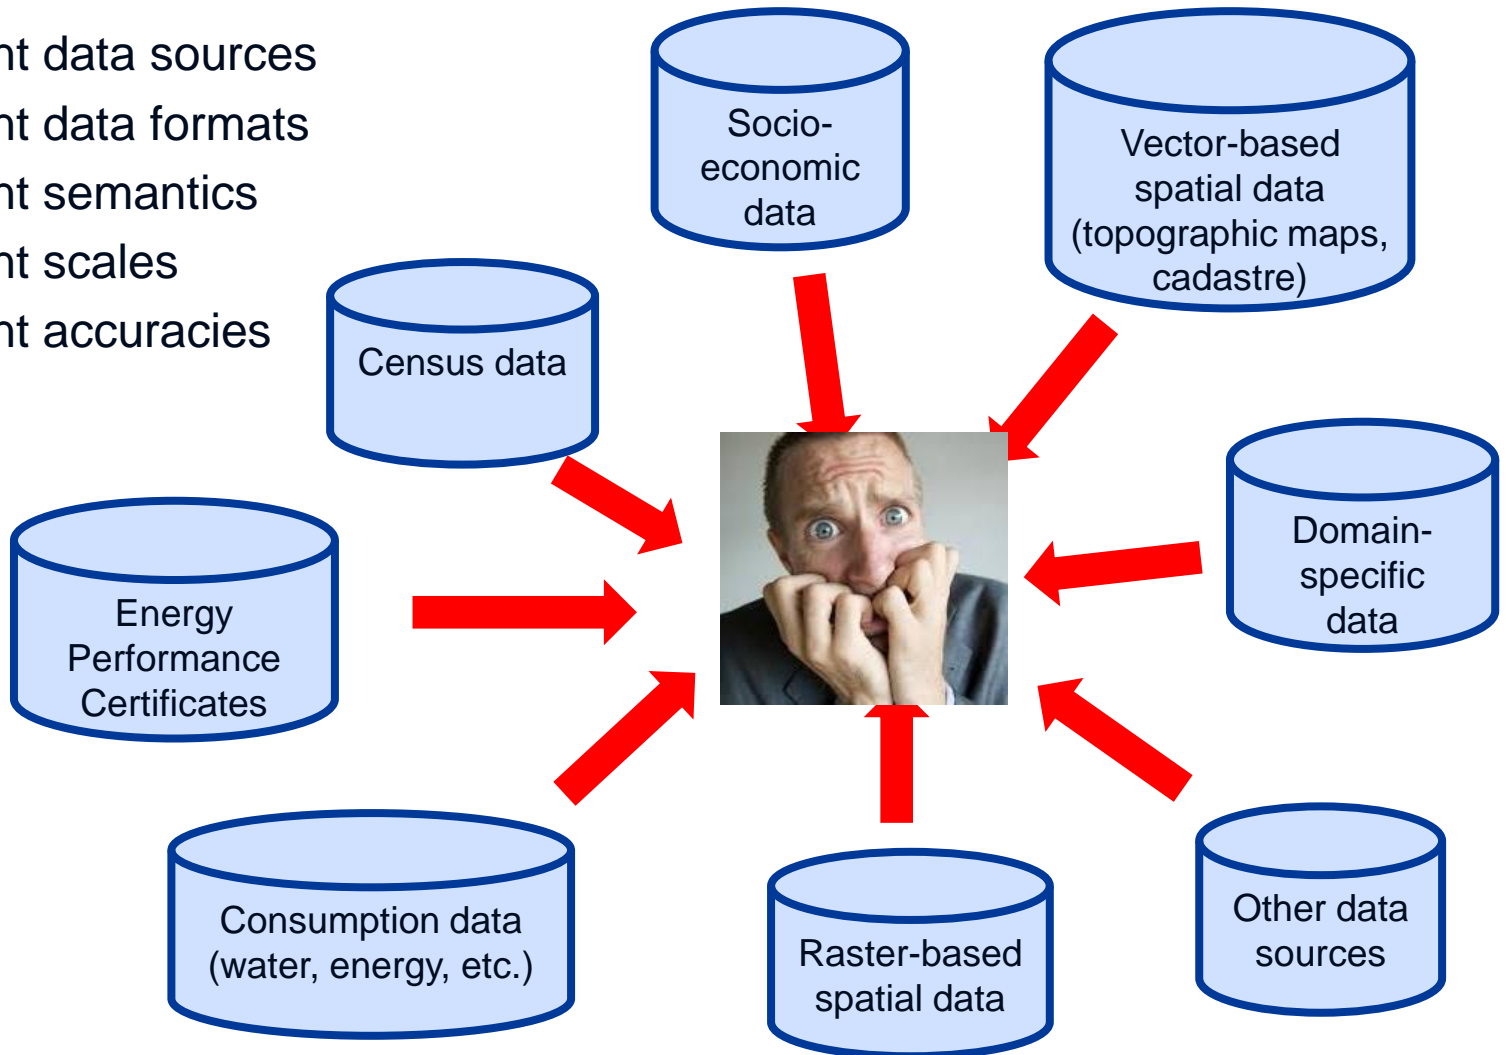 nt data sources
nt data formats
nt semantics
nt scales
nt accuracies
Socio-
economic
data
Vector-based
spatial data
(topographic maps,
cadastre)
Census data
Domain-
specific
data
Energy
Performance
Certificates
Consumption data
(water, energy, etc.)
Raster-based
spatial data
Other data
sources